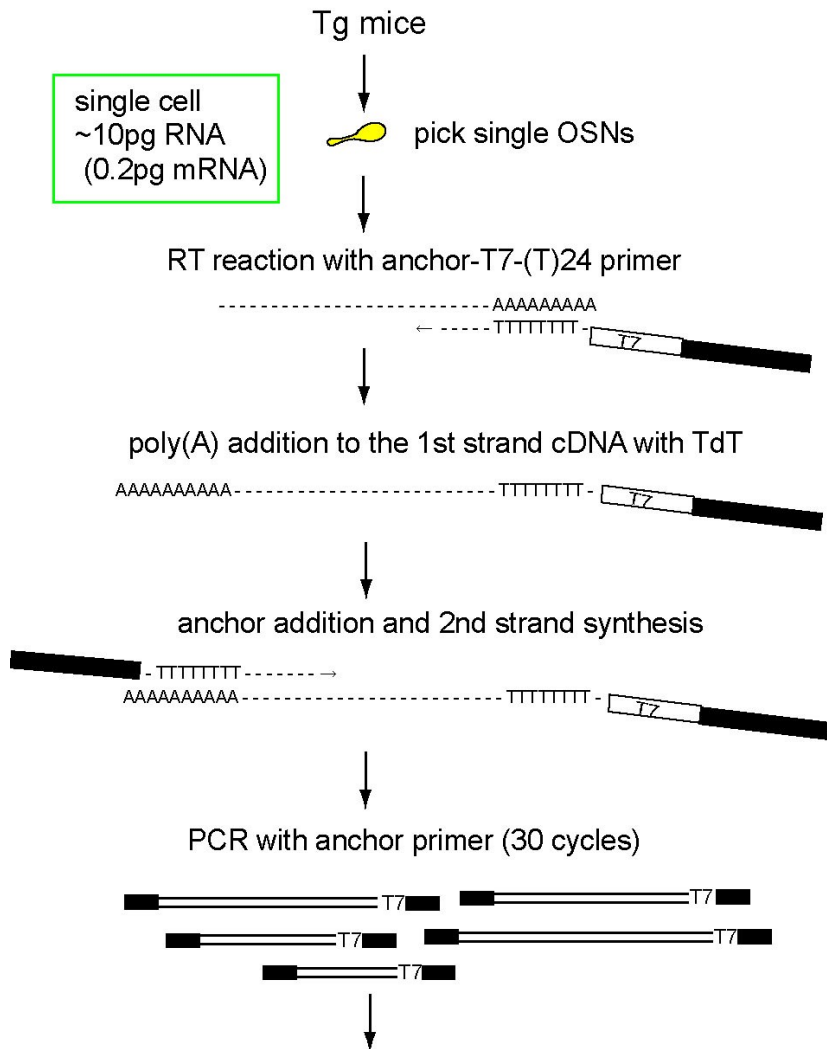 Tg mice
single cell
~10pg RNA
(0.2pg mRNA)
pick single OSNs
RT reaction with anchor-T7-(T)24 primer
AAAAAAAAA
TTTTTTTT
T7
poly(A) addition to the 1st strand cDNA with TdT
AAAAAAAAAA TTTTTTTT
T7
anchor addition and 2nd strand synthesis
TTTTTTTT
AAAAAAAAAA TTTTTTTT
T7
PCR with anchor primer (30 cycles)
T7 T7
T7 T7
T7